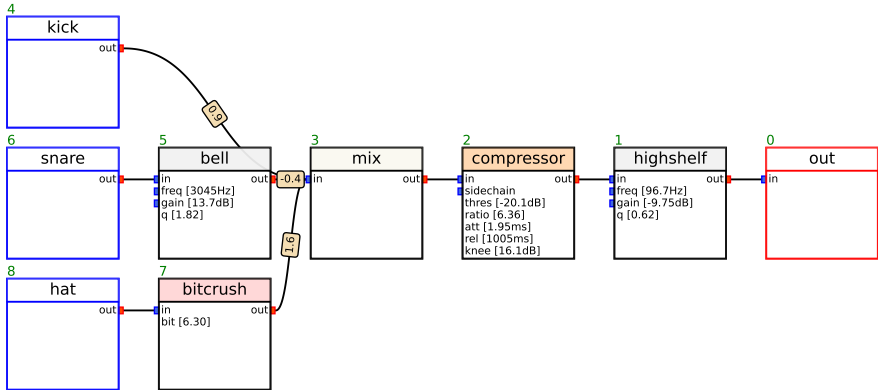 4
kick
out
0.9
6
snare
out
5
bell
in
out
freq [3045Hz]
gain [13.7dB]
q [1.82]
-0.4
3
mix
in
out
2
compressor
in
out
sidechain
thres [-20.1dB]
ratio [6.36]
att [1.95ms]
rel [1005ms]
knee [16.1dB]
1
highshelf
in
out
freq [96.7Hz]
gain [-9.75dB]
q [0.62]
0
out
in
1.6
8
hat
out
7
bitcrush
in
out
bit [6.30]